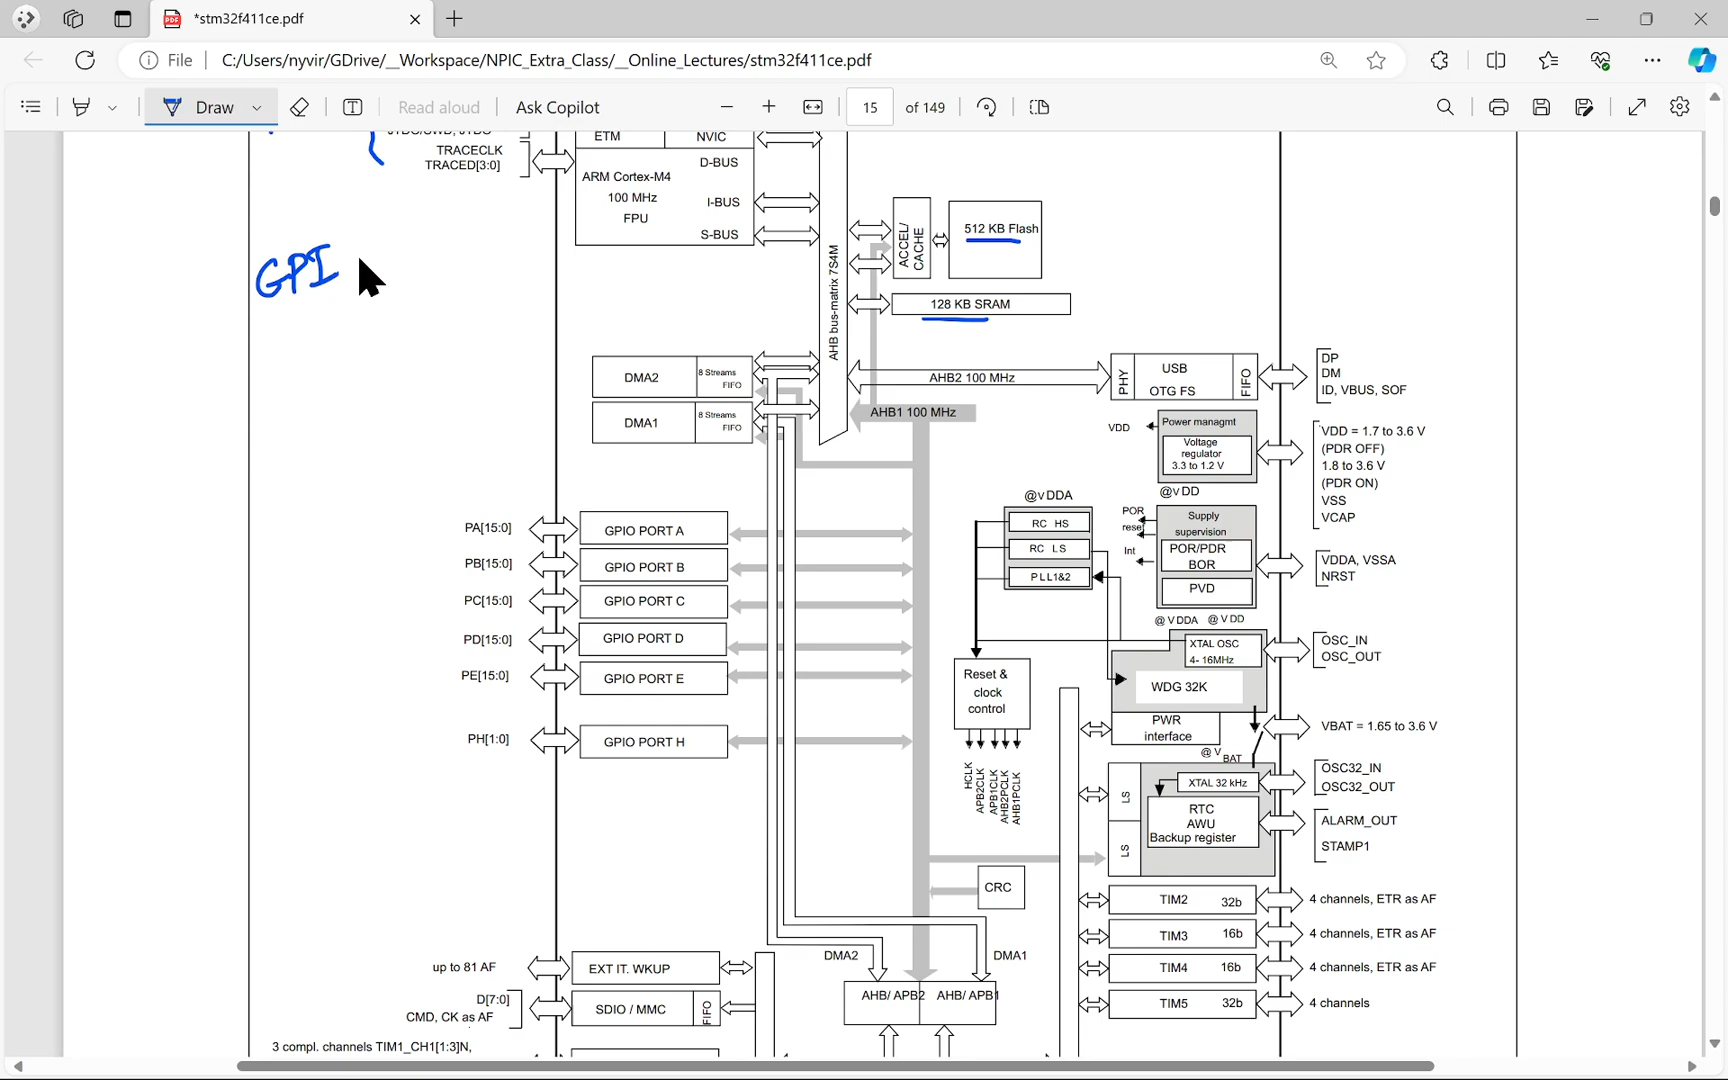 *stm32f411ce.pdf
File
C:/Users/nyvir/GDrive/__Workspace/NPIC_Extra_Class/__Online_Lectures/stm32f411ce.pdf
Draw
Read aloud
Ask Copilot
15
of 149
ETM
NVIC
TRACECLK
TRACED[3:0]
D-BUS
ARM Cortex-M4
100 MHz
FPU
I-BUS
S-BUS
GPI
AHB bus-matrix 7S4M
ACCEL/
CACHE
512 KB Flash
128 KB SRAM
DMA2
8 Streams
FIFO
DMA1
8 Streams
FIFO
AHB2 100 MHz
AHB1 100 MHz
PHY
USB
OTG FS
FIFO
DP
DM
ID, VBUS, SOF
VDD
Power managmt
Voltage
regulator
3.3 to 1.2 V
@VDD
VDD = 1.7 to 3.6 V
(PDR OFF)
1.8 to 3.6 V
(PDR ON)
VSS
VCAP
@VDDA
RC HS
RC LS
PLL1&2
POR
reset
Int
Supply
supervision
POR/PDR
BOR
PVD
VDDA, VSSA
NRST
@VDDA @VDD
PA[15:0]
GPIO PORT A
PB[15:0]
GPIO PORT B
PC[15:0]
GPIO PORT C
PD[15:0]
GPIO PORT D
PE[15:0]
GPIO PORT E
PH[1:0]
GPIO PORT H
XTAL OSC
4- 16MHz
WDG 32K
OSC_IN
OSC_OUT
Reset &
clock
control
HCLK
APB2CLK
APB1CLK
AHB2PCLK
AHB1PCLK
PWR
interface
@VBAT
VBAT = 1.65 to 3.6 V
LS
LS
XTAL 32 kHz
RTC
AWU
Backup register
OSC32_IN
OSC32_OUT
ALARM_OUT
STAMP1
CRC
TIM2 32b
4 channels, ETR as AF
TIM3 16b
4 channels, ETR as AF
TIM4 16b
4 channels, ETR as AF
TIM5 32b
4 channels
DMA2
DMA1
AHB/ APB2
AHB/ APB1
up to 81 AF
EXT IT. WKUP
D[7:0]
CMD, CK as AF
SDIO / MMC
FIFO
3 compl. channels TIM1_CH1[1:3]N,